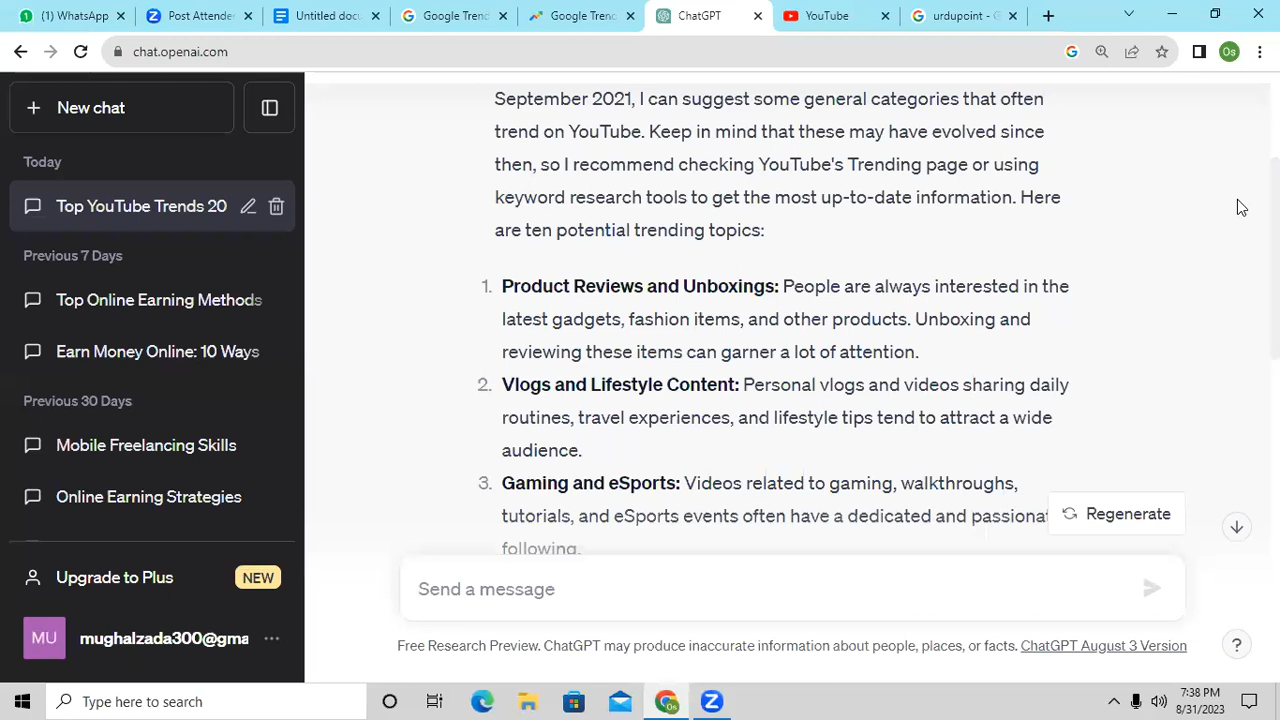 (1) WhatsApp
Post Attende
Untitled docu
Google Trenc
Google Trenc
ChatGPT
YouTube
urdupoint - G
chat.openai.com
Os
New chat
Today
Top YouTube Trends 20
Previous 7 Days
Top Online Earning Methods
Earn Money Online: 10 Ways
Previous 30 Days
Mobile Freelancing Skills
Online Earning Strategies
Upgrade to Plus
NEW
MU
mughalzada300@gma
September 2021, I can suggest some general categories that often
trend on YouTube. Keep in mind that these may have evolved since
then, so I recommend checking YouTube's Trending page or using
keyword research tools to get the most up-to-date information. Here
are ten potential trending topics:
1. Product Reviews and Unboxings: People are always interested in the
latest gadgets, fashion items, and other products. Unboxing and
reviewing these items can garner a lot of attention.
2. Vlogs and Lifestyle Content: Personal vlogs and videos sharing daily
routines, travel experiences, and lifestyle tips tend to attract a wide
audience.
3. Gaming and eSports: Videos related to gaming, walkthroughs,
tutorials, and eSports events often have a dedicated and passionat
following.
Regenerate
Send a message
Free Research Preview. ChatGPT may produce inaccurate information about people, places, or facts. ChatGPT August 3 Version
?
Type here to search
Os
7:38 PM
8/31/2023